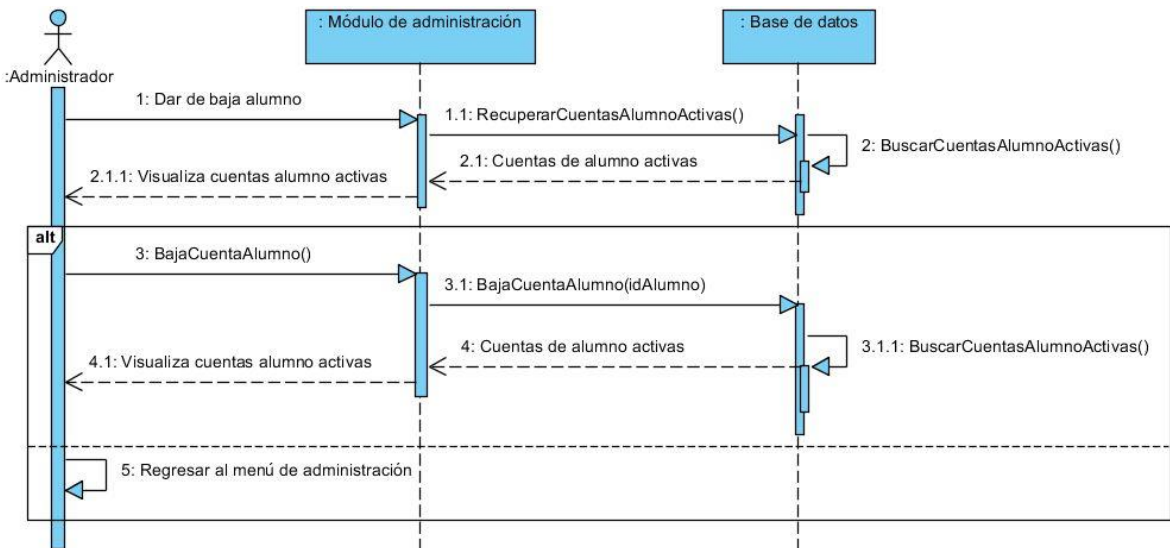 : Módulo de administración
: Base de datos
:Administrador
1: Dar de baja alumno
1.1: RecuperarCuentasAlumnoActivas()
2: BuscarCuentasAlumnoActivas()
2.1: Cuentas de alumno activas
2.1.1: Visualiza cuentas alumno activas
alt
3: BajaCuentaAlumno()
3.1: BajaCuentaAlumno(idAlumno)
3.1.1: BuscarCuentasAlumnoActivas()
4: Cuentas de alumno activas
4.1: Visualiza cuentas alumno activas
5: Regresar al menú de administración